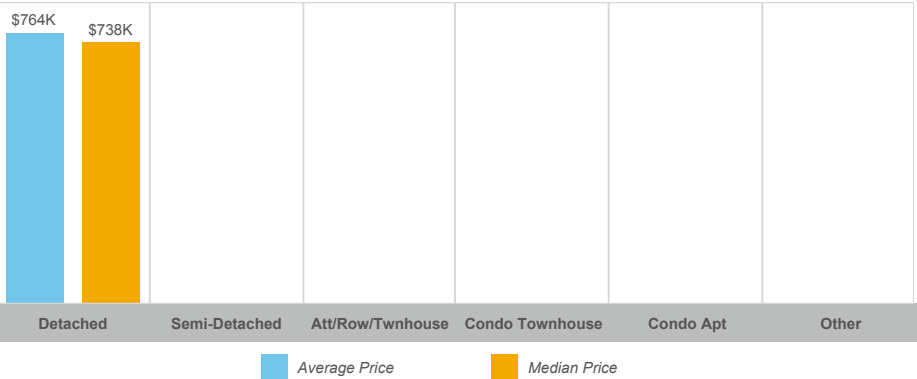 $764K
$738K
Detached Semi-Detached Att/Row/Twnhouse Condo Townhouse Condo Apt Other
Average Price Median Price